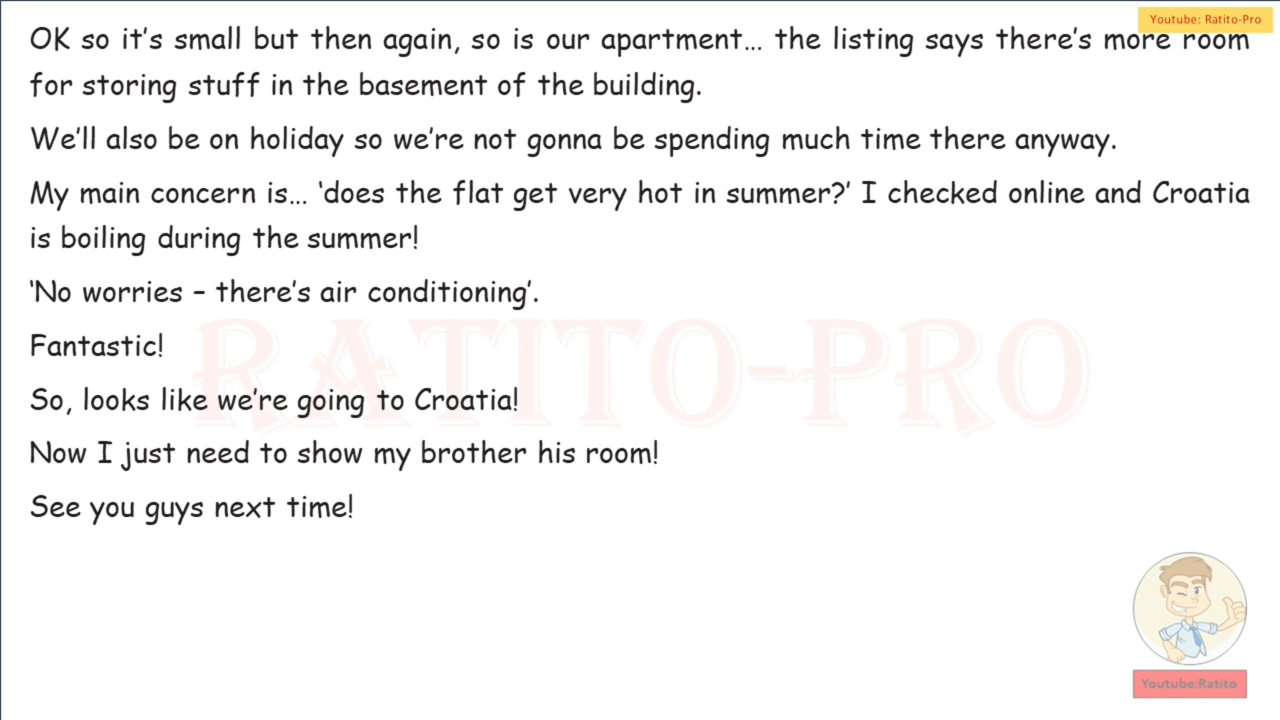 Youtube: Ratito-Pro
OK so it's small but then again, so is our apartment... the listing says there's more room
for storing stuff in the basement of the building.
We'll also be on holiday so we're not gonna be spending much time there anyway.
My main concern is... ‘does the flat get very hot in summer?’ I checked online and Croatia
is boiling during the summer!
‘No worries – there's air conditioning’.
Fantastic!
So, looks like we're going to Croatia!
Now I just need to show my brother his room!
See you guys next time!
RATITO-PRO
Youtube:Ratito